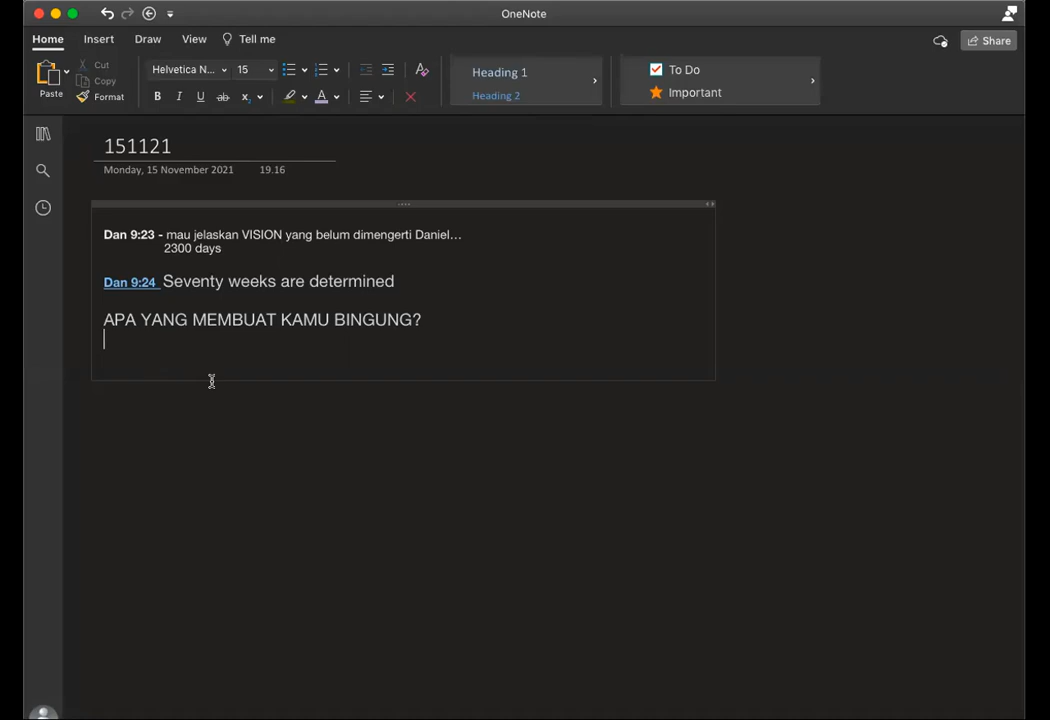 OneNote
Home Insert Draw View Tell me
Share
Paste
Cut
Copy
Format
Helvetica N... 15
B I U ab x A
Heading 1
Heading 2
To Do
Important
151121
Monday, 15 November 2021 19.16
Dan 9:23 - mau jelaskan VISION yang belum dimengerti Daniel...
2300 days
Dan 9:24 Seventy weeks are determined
APA YANG MEMBUAT KAMU BINGUNG?